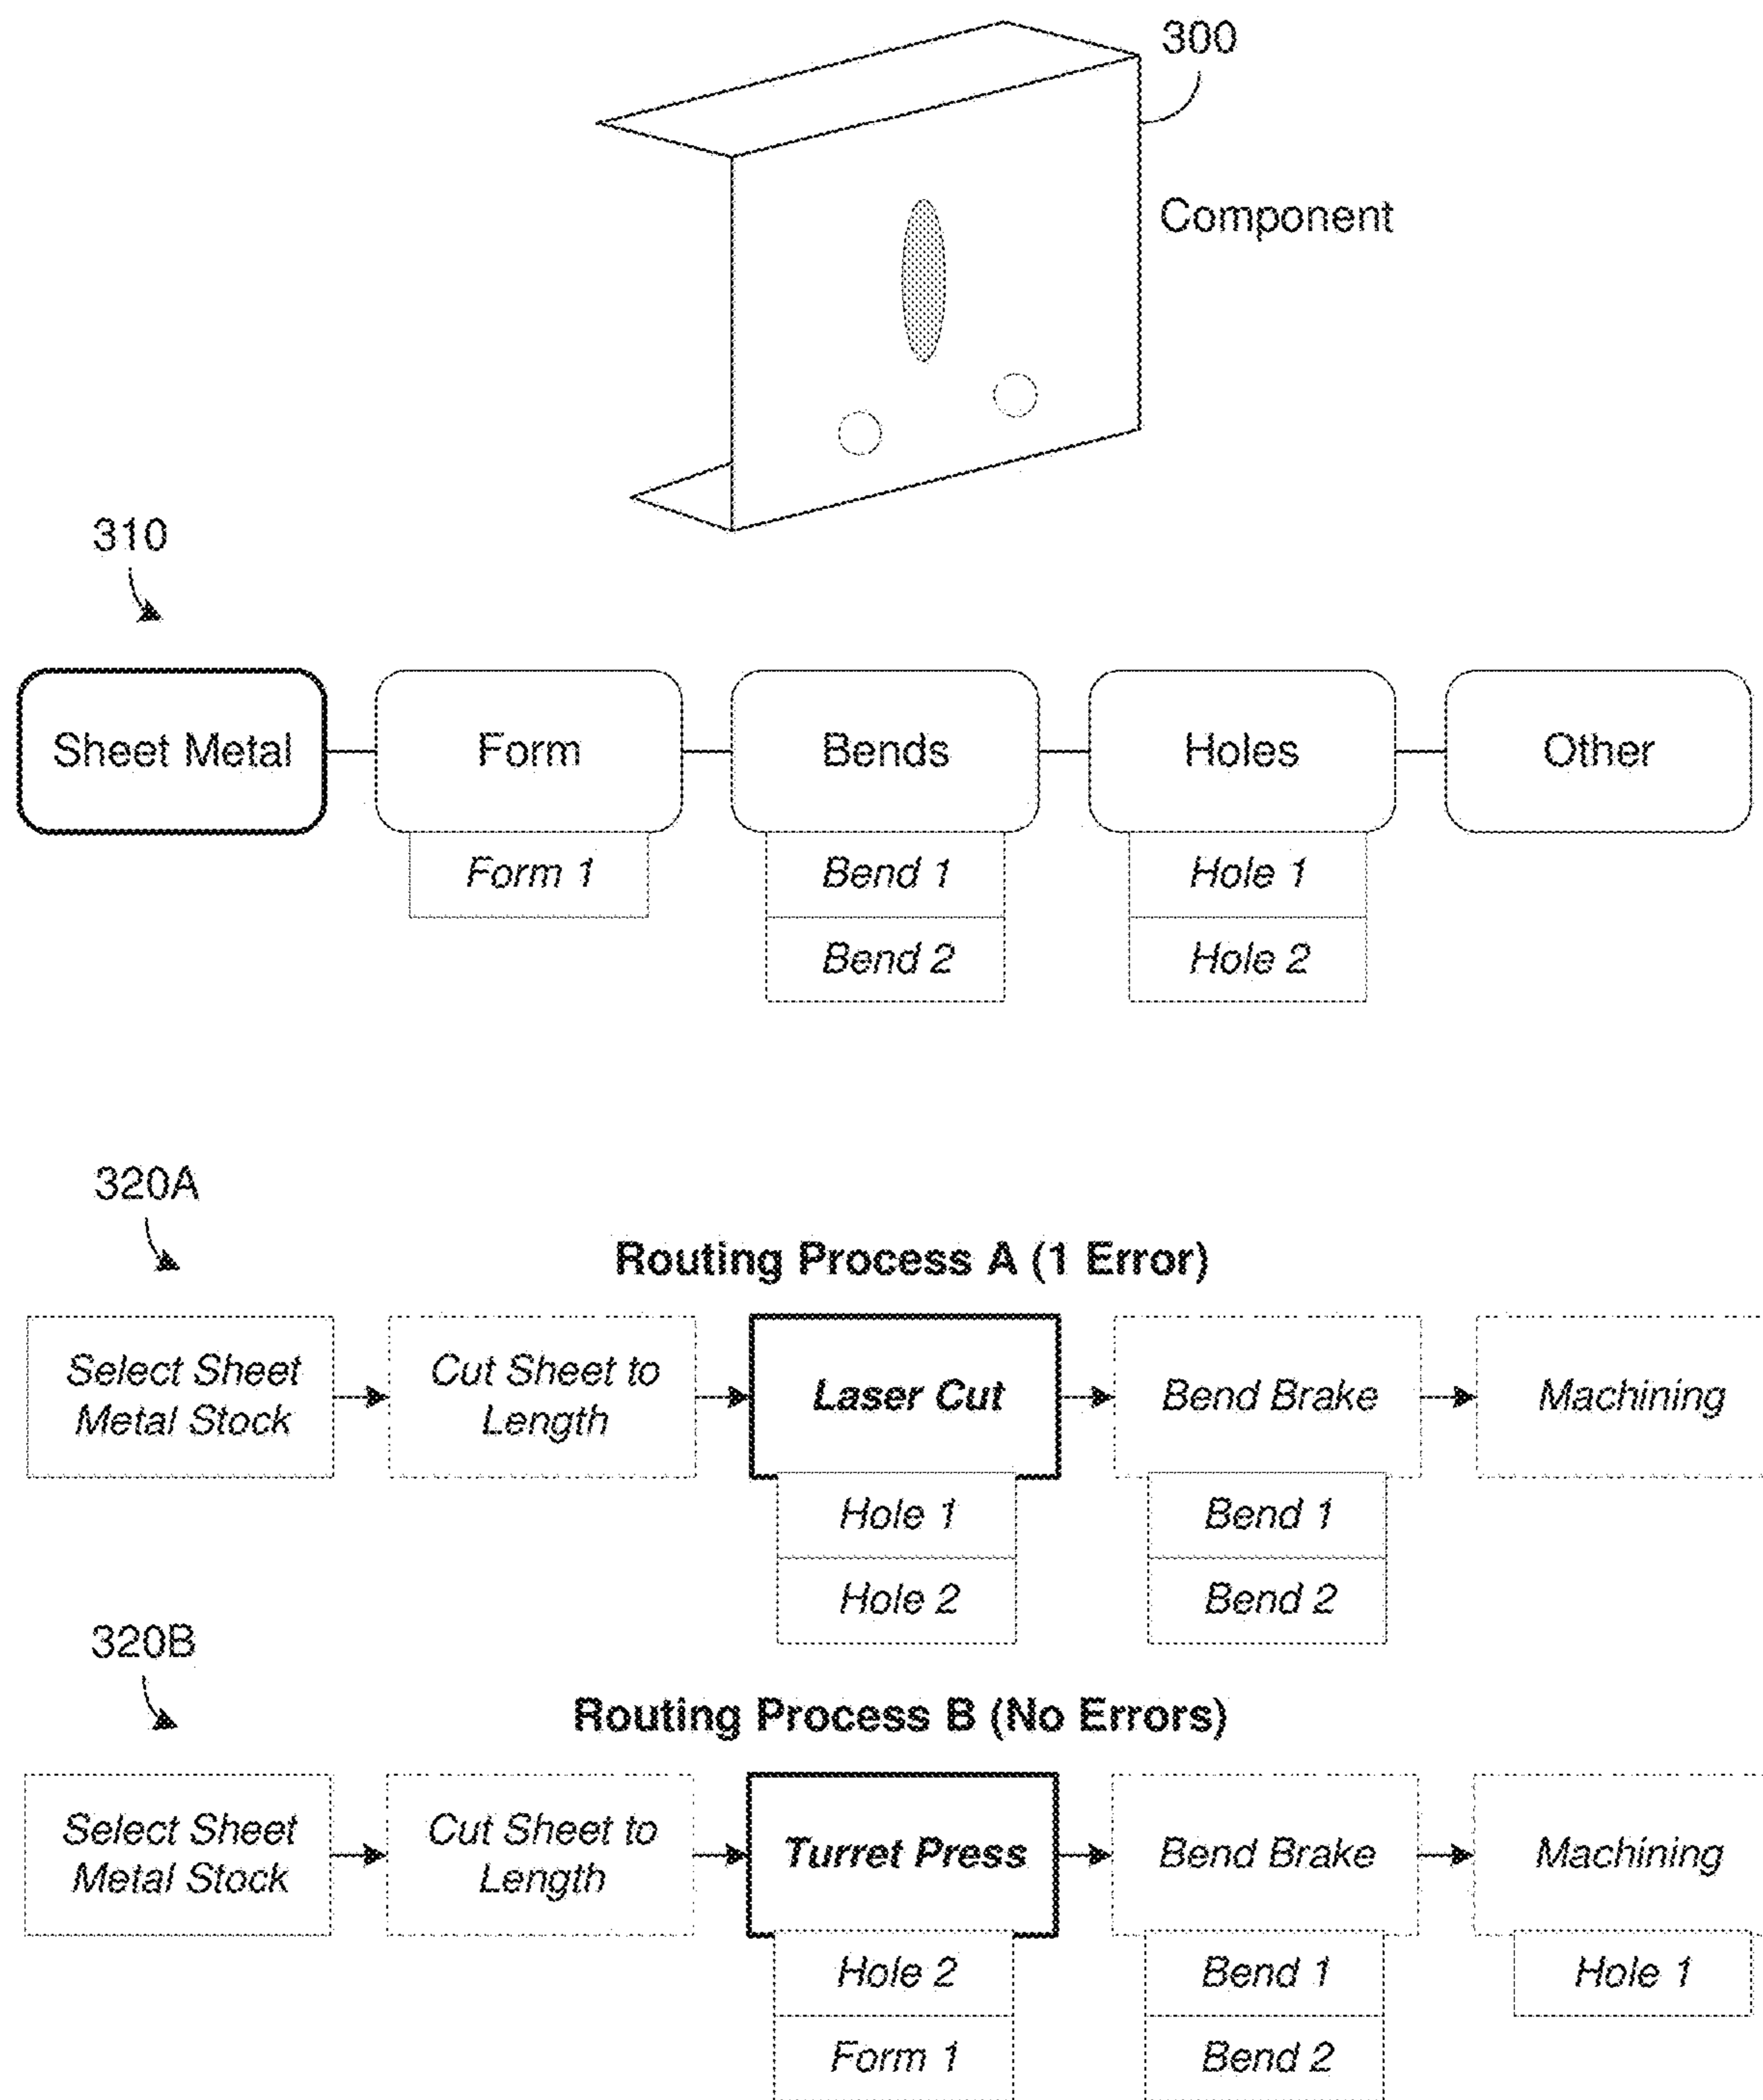 300
Component
310
Sheet Metal
Form
Bends
Holes
Other
Form 1
Bend 1
Hole 1
Bend 2
Hole 2
320A
Routing Process A (1 Error)
Select Sheet
Metal Stock
Cut Sheet to
Length
Laser Cut
Bend Brake
Machining
Hole 1
Bend 1
Hole 2
Bend 2
320B
Routing Process B (No Errors)
Select Sheet
Metal Stock
Cut Sheet to
Length
Turret Press
Bend Brake
Machining
Hole 2
Bend 1
Hole 1
Form 1
Bend 2